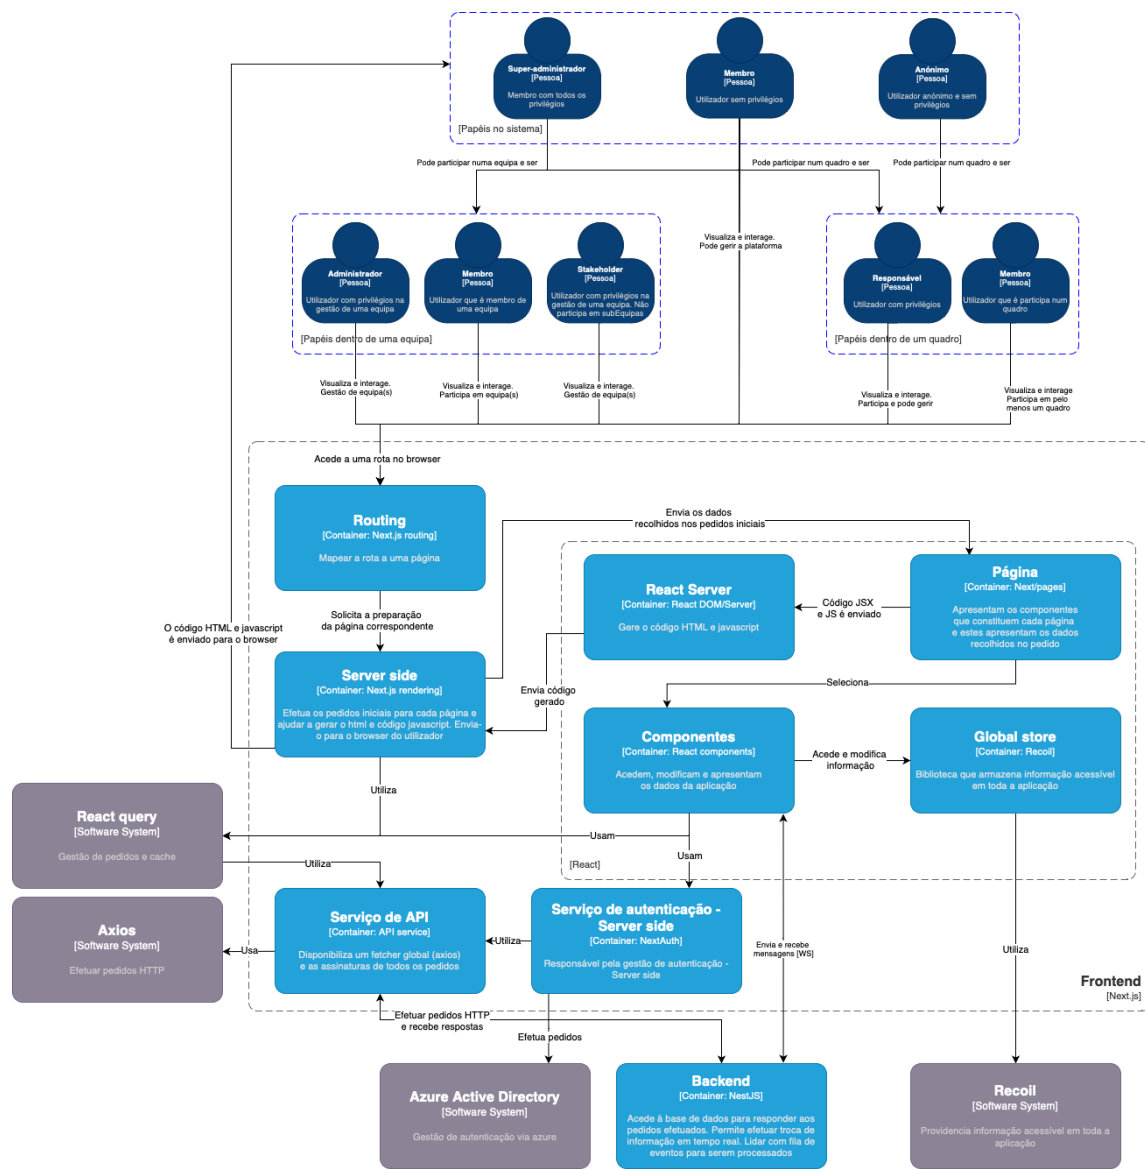 Super-administrador
[Pessoa]
Membro com todos os
privilégios
Membro
[Pessoa]
Utilizador sem privilégios
Anónimo
[Pessoa]
Utilizador anónimo e sem
privilégios
[Papéis no sistema]
Pode participar numa equipa e ser
Pode participar num quadro e ser
Pode participar num quadro e ser
Visualiza e interage.
Pode gerir a plataforma
Administrador
[Pessoa]
Utilizador com privilégios na
gestão de uma equipa
Membro
[Pessoa]
Utilizador que é membro de
uma equipa
Stakeholder
[Pessoa]
Utilizador com privilégios na
gestão de uma equipa. Não
participa em subEquipas
[Papéis dentro de uma equipa]
Responsável
[Pessoa]
Utilizador com privilégios
Membro
[Pessoa]
Utilizador que é participa num
quadro
[Papéis dentro de um quadro]
Visualiza e interage.
Gestão de equipa(s)
Visualiza e interage.
Participa em equipa(s)
Visualiza e interage.
Gestão de equipa(s)
Visualiza e interage.
Participa e pode gerir
Visualiza e interage
Participa em pelo
menos um quadro
Acede a uma rota no browser
Routing
[Container: Next.js routing]
Mapear a rota a uma página
Envia os dados
recolhidos nos pedidos iniciais
Solicita a preparação
da página correspondente
O código HTML e javascript
é enviado para o browser
React Server
[Container: React DOM/Server]
Gere o código HTML e javascript
Código JSX
e JS é enviado
Página
[Container: Next/pages]
Apresentam os componentes
que constituem cada página
e estes apresentam os dados
recolhidos no pedido
Server side
[Container: Next.js rendering]
Efetua os pedidos iniciais para cada página e
ajudar a gerar o html e código javascript. Envia-
o para o browser do utilizador
Envia código
gerado
Seleciona
Componentes
[Container: React components]
Acedem, modificam e apresentam
os dados da aplicação
Acede e modifica
informação
Global store
[Container: Recoil]
Biblioteca que armazena informação acessível
em toda a aplicação
Utiliza
React query
[Software System]
Gestão de pedidos e cache
Usam
Usam
[React]
Utiliza
Axios
[Software System]
Efetuar pedidos HTTP
Usa
Serviço de API
[Container: API service]
Disponibiliza um fetcher global (axios)
e as assinaturas de todos os pedidos
Utiliza
Serviço de autenticação -
Server side
[Container: NextAuth]
Responsável pela gestão de autenticação -
Server side
Envia e recebe
mensagens [WS]
Utiliza
Frontend
[Next.js]
Efetuar pedidos HTTP
e recebe respostas
Efetua pedidos
Azure Active Directory
[Software System]
Gestão de autenticação via azure
Backend
[Container: NestJS]
Acede à base de dados para responder aos
pedidos efetuados. Permite efetuar troca de
informação em tempo real. Lidar com fila de
eventos para serem processados
Recoil
[Software System]
Providencia informação acessível em toda a
aplicação